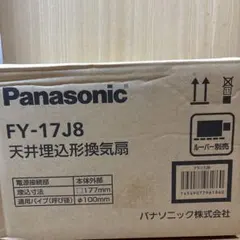 Panasonic
FY-17J8
天井埋込形換気扇
ルーバー別売
電源接続部 本体外部
埋込寸法 □177mm
適用パイプ(呼び径) φ100mm
パナソニック株式会社